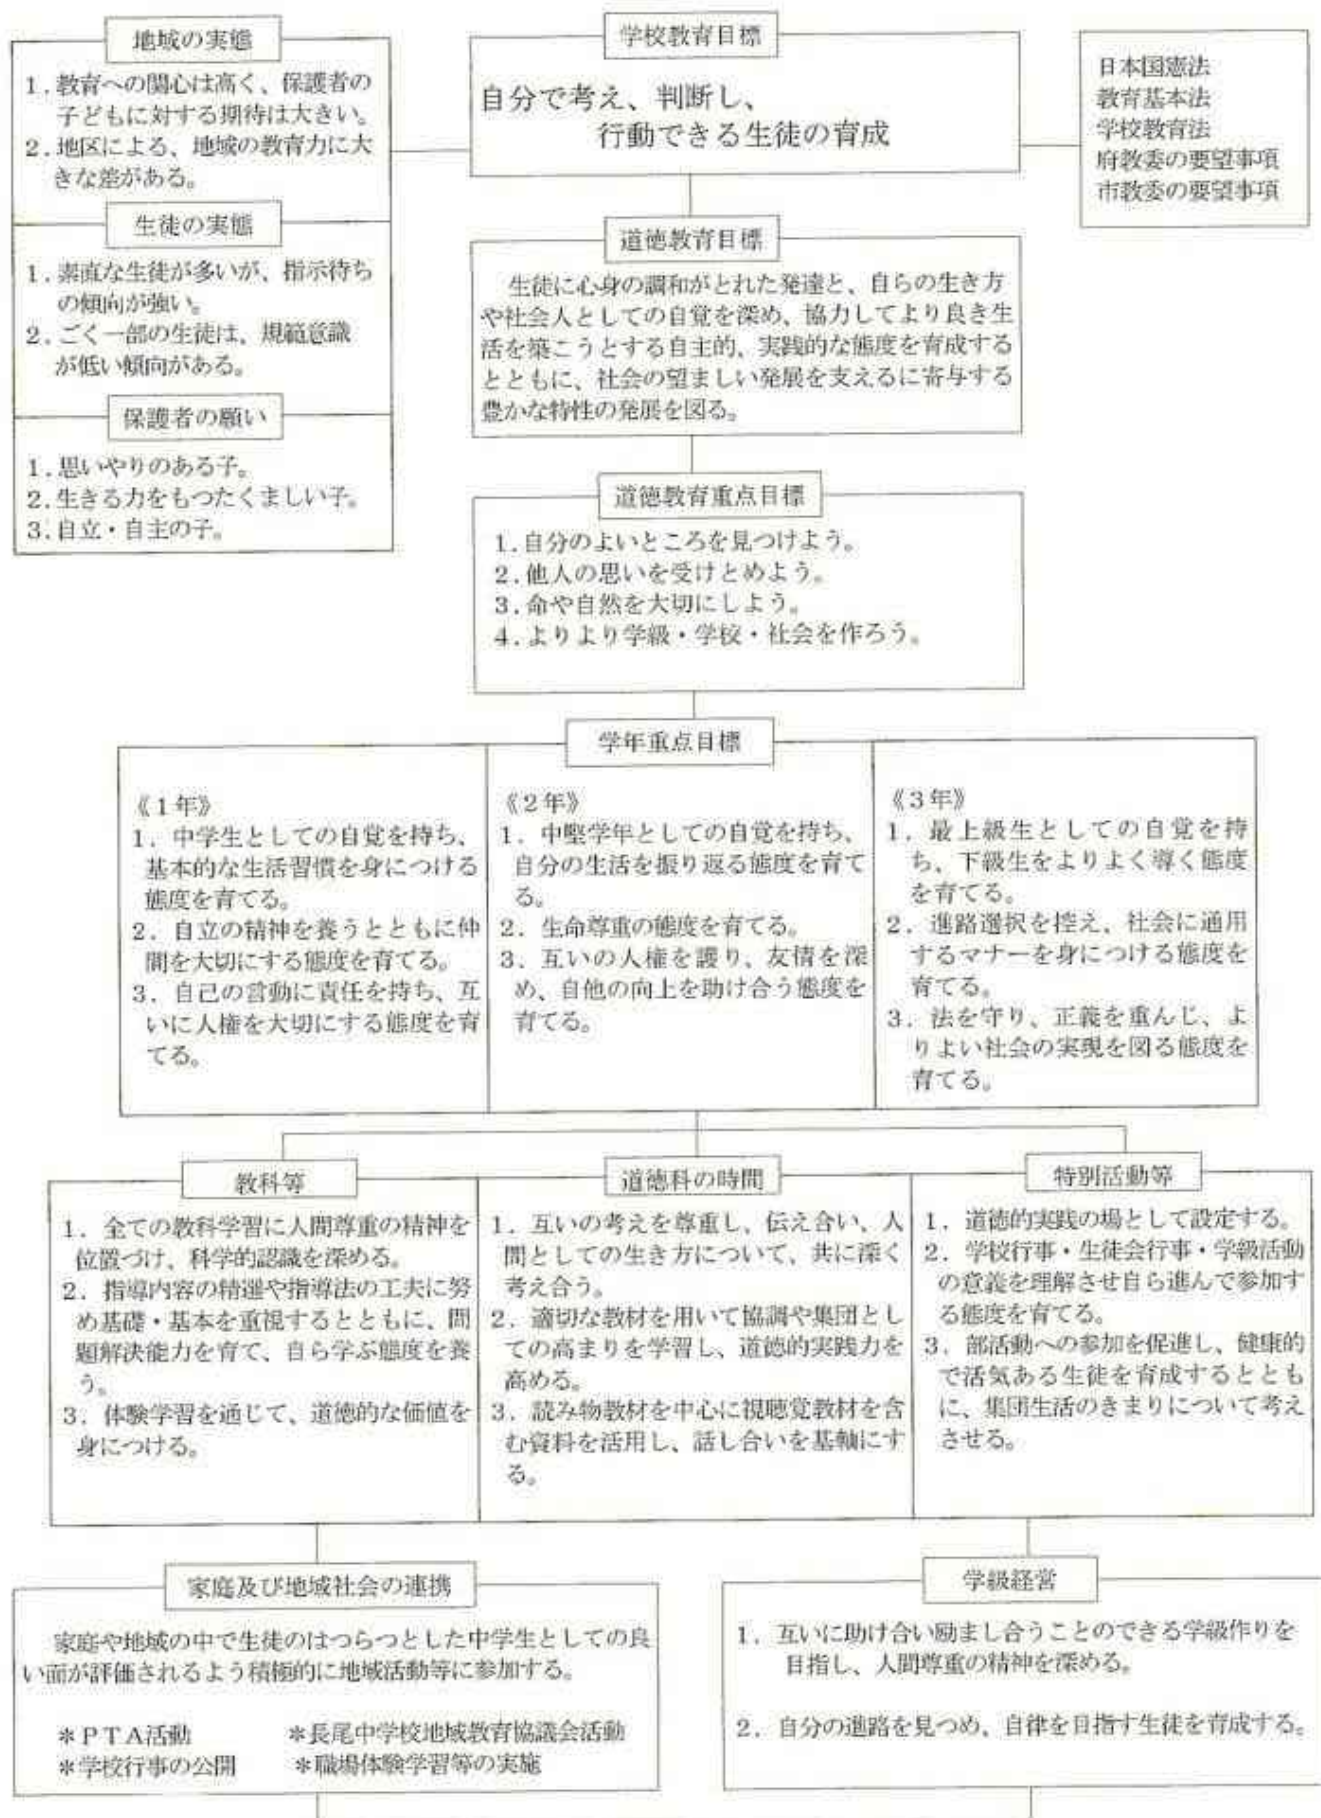 地域の実態
1.教育への関心は高く、保護者の
子どもに対する期待は大きい。
2.地区による、地域の教育力に大
きな差がある。
生徒の実態
1.素直な生徒が多いが、指示待ち
の傾向が強い。
2.ごく一部の生徒は、規範意識
が低い傾向がある。
保護者の願い
1.思いやりのある子。
2.生きる力をもつたくましい子。
3.自立・自主の子。
学校教育目標
自分で考え、判断し、
行動できる生徒の育成
日本国憲法
教育基本法
学校教育法
府教委の要望事項
市教委の要望事項
道徳教育目標
生徒に心身の調和がとれた発達と、自らの生き方
や社会人としての自覚を深め、協力してより良き生
活を築こうとする自主的、実践的な態度を育成する
とともに、社会の望ましい発展を支えるに寄与する
豊かな特性の発展を図る。
道徳教育重点目標
1.自分のよいところを見つけよう。
2.他人の思いを受けとめよう。
3.命や自然を大切にしよう。
4.よりより学級・学校・社会を作ろう。
学年重点目標
《1年》
1．中学生としての自覚を持ち、
基本的な生活習慣を身につける
態度を育てる。
2．自立の精神を養うとともに仲
間を大切にする態度を育てる。
3．自己の言動に責任を持ち、互
いに人権を大切にする態度を育
てる。
《2年》
1．中堅学年としての自覚を持ち、
自分の生活を振り返る態度を育て
る。
2．生命尊重の態度を育てる。
3．互いの人権を護り、友情を深
め、自他の向上を助け合う態度を
育てる。
《3年》
1．最上級生としての自覚を持
ち、下級生をよりよく導く態度
を育てる。
2．進路選択を控え、社会に通用
するマナーを身につける態度を
育てる。
3．法を守り、正義を重んじ、よ
りよい社会の実現を図る態度を
育てる。
教科等
1．全ての教科学習に人間尊重の精神を
位置づけ、科学的認識を深める。
2．指導内容の精選や指導法の工夫に努
め基礎・基本を重視するとともに、問
題解決能力を育て、自ら学ぶ態度を養
う。
3．体験学習を通じて、道徳的な価値を
身につける。
道徳科の時間
1．互いの考えを尊重し、伝え合い、人
間としての生き方について、共に深く
考え合う。
2．適切な教材を用いて協調や集団とし
ての高まりを学習し、道徳的実践力を
高める。
3．読み物教材を中心に視聴覚教材を含
む資料を活用し、話し合いを基軸にす
る。
特別活動等
1．道徳的実践の場として設定する。
2．学校行事・生徒会行事・学級活動
の意義を理解させ自ら進んで参加す
る態度を育てる。
3．部活動への参加を促進し、健康的
で活気ある生徒を育成するととも
に、集団生活のきまりについて考え
させる。
家庭及び地域社会の連携
家庭や地域の中で生徒のはつらつとした中学生としての良
い面が評価されるよう積極的に地域活動等に参加する。
＊ＰＴＡ活動 ＊長尾中学校地域教育協議会活動
＊学校行事の公開 ＊職場体験学習等の実施
学級経営
1．互いに助け合い励まし合うことのできる学級作りを
目指し、人間尊重の精神を深める。
2．自分の進路を見つめ、自律を目指す生徒を育成する。